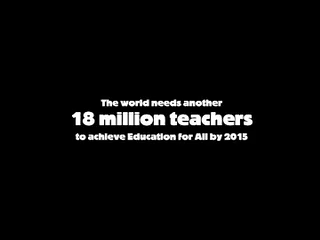 The world needs another
18 million teachers
to achieve Education for All by 2015